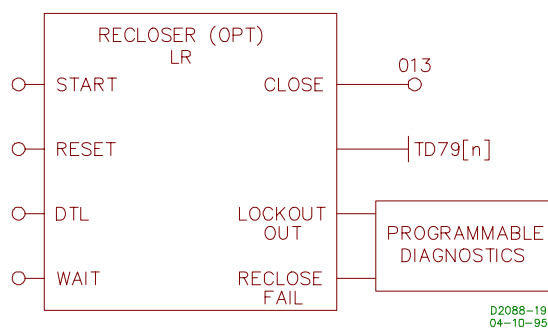 RECLOSER (OPT)
LR
START
CLOSE
013
RESET
TD79[n]
DTL
LOCKOUT
OUT
WAIT
RECLOSE
FAIL
PROGRAMMABLE
DIAGNOSTICS
D2088-19
04-10-95